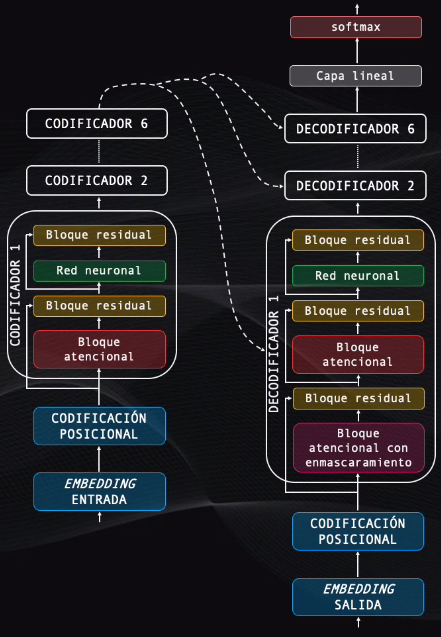 softmax
Capa lineal
CODIFICADOR 6
CODIFICADOR 2
CODIFICADOR 1
Bloque residual
Red neuronal
Bloque residual
Bloque
atencional
CODIFICACIÓN
POSICIONAL
EMBEDDING
ENTRADA
DECODIFICADOR 6
DECODIFICADOR 2
DECODIFICADOR 1
Bloque residual
Red neuronal
Bloque residual
Bloque
atencional
Bloque residual
Bloque
atencional con
enmascaramiento
CODIFICACIÓN
POSICIONAL
EMBEDDING
SALIDA